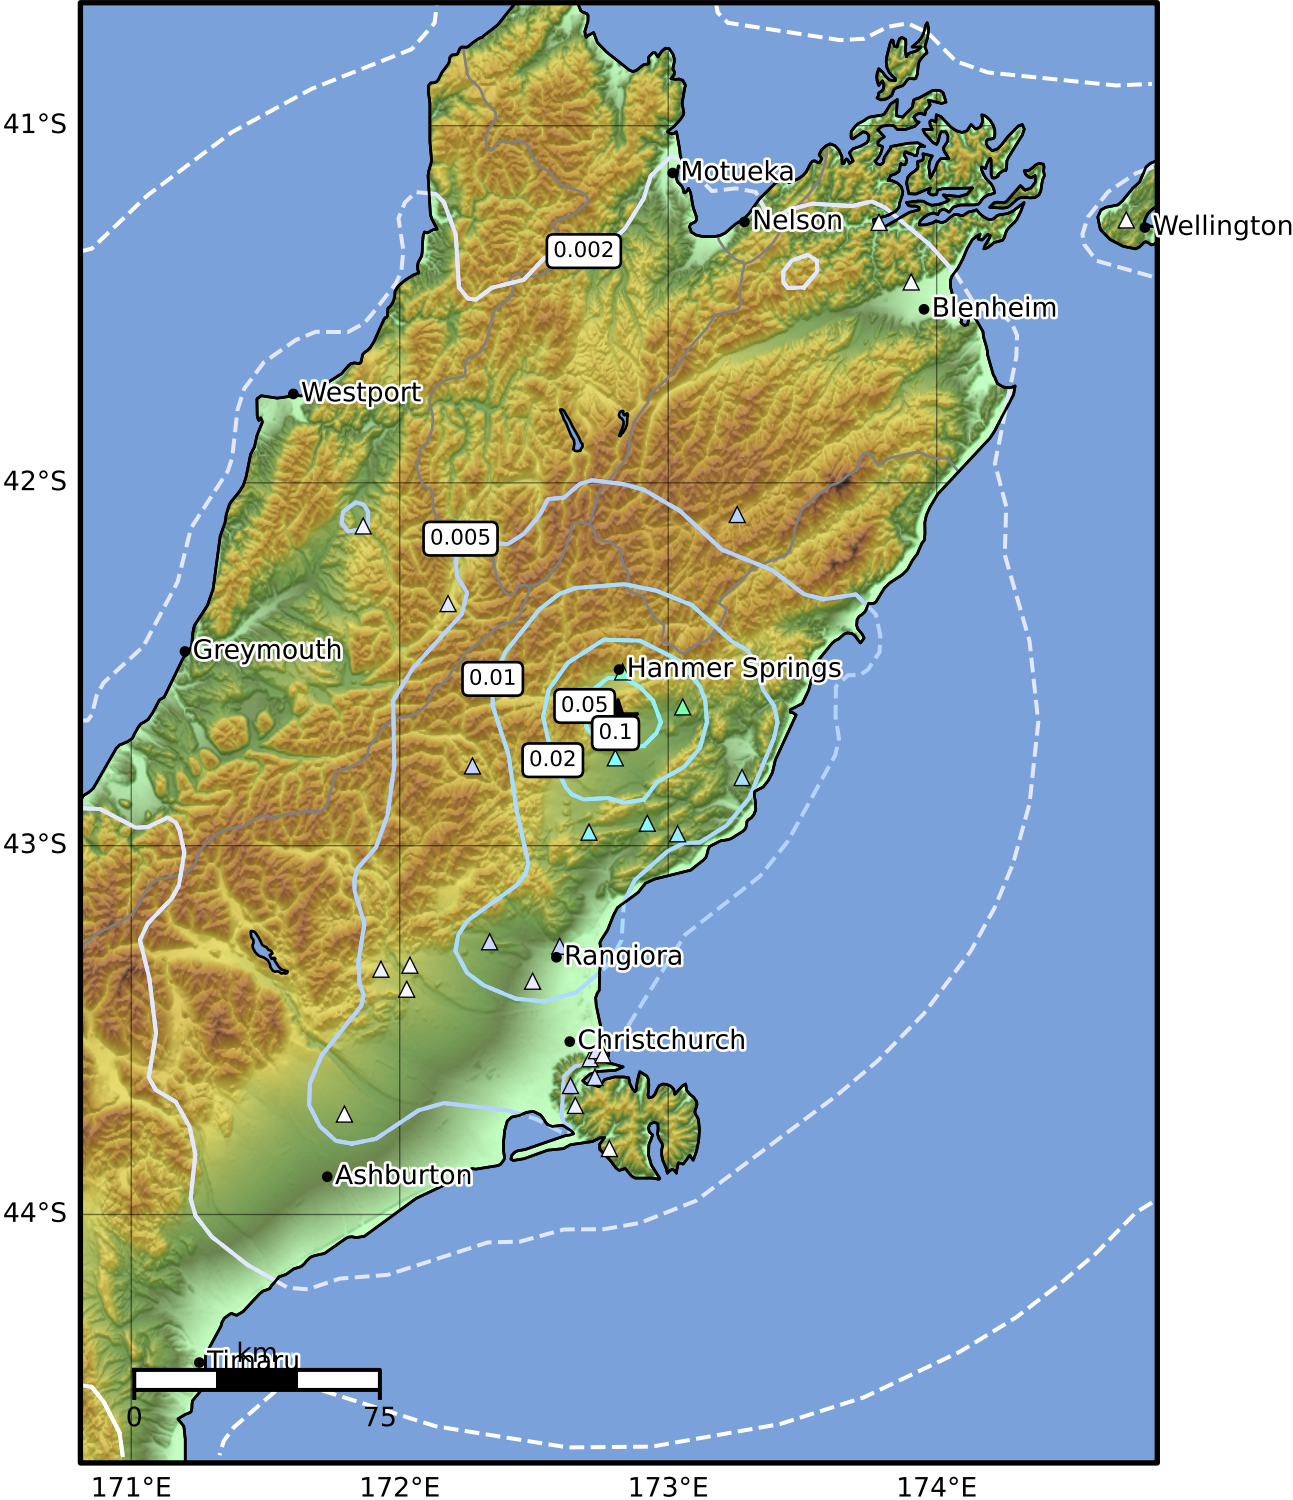 41°S
Motueka
Nelson
Wellington
0.002
Blenheim
Westport
42°S
0.005
Greymouth
Hanmer Springs
0.01
0.05
0.1
0.02
43°S
Rangiora
Christchurch
Ashburton
44°S
km
Timaru
0
75
171°E
172°E
173°E
174°E